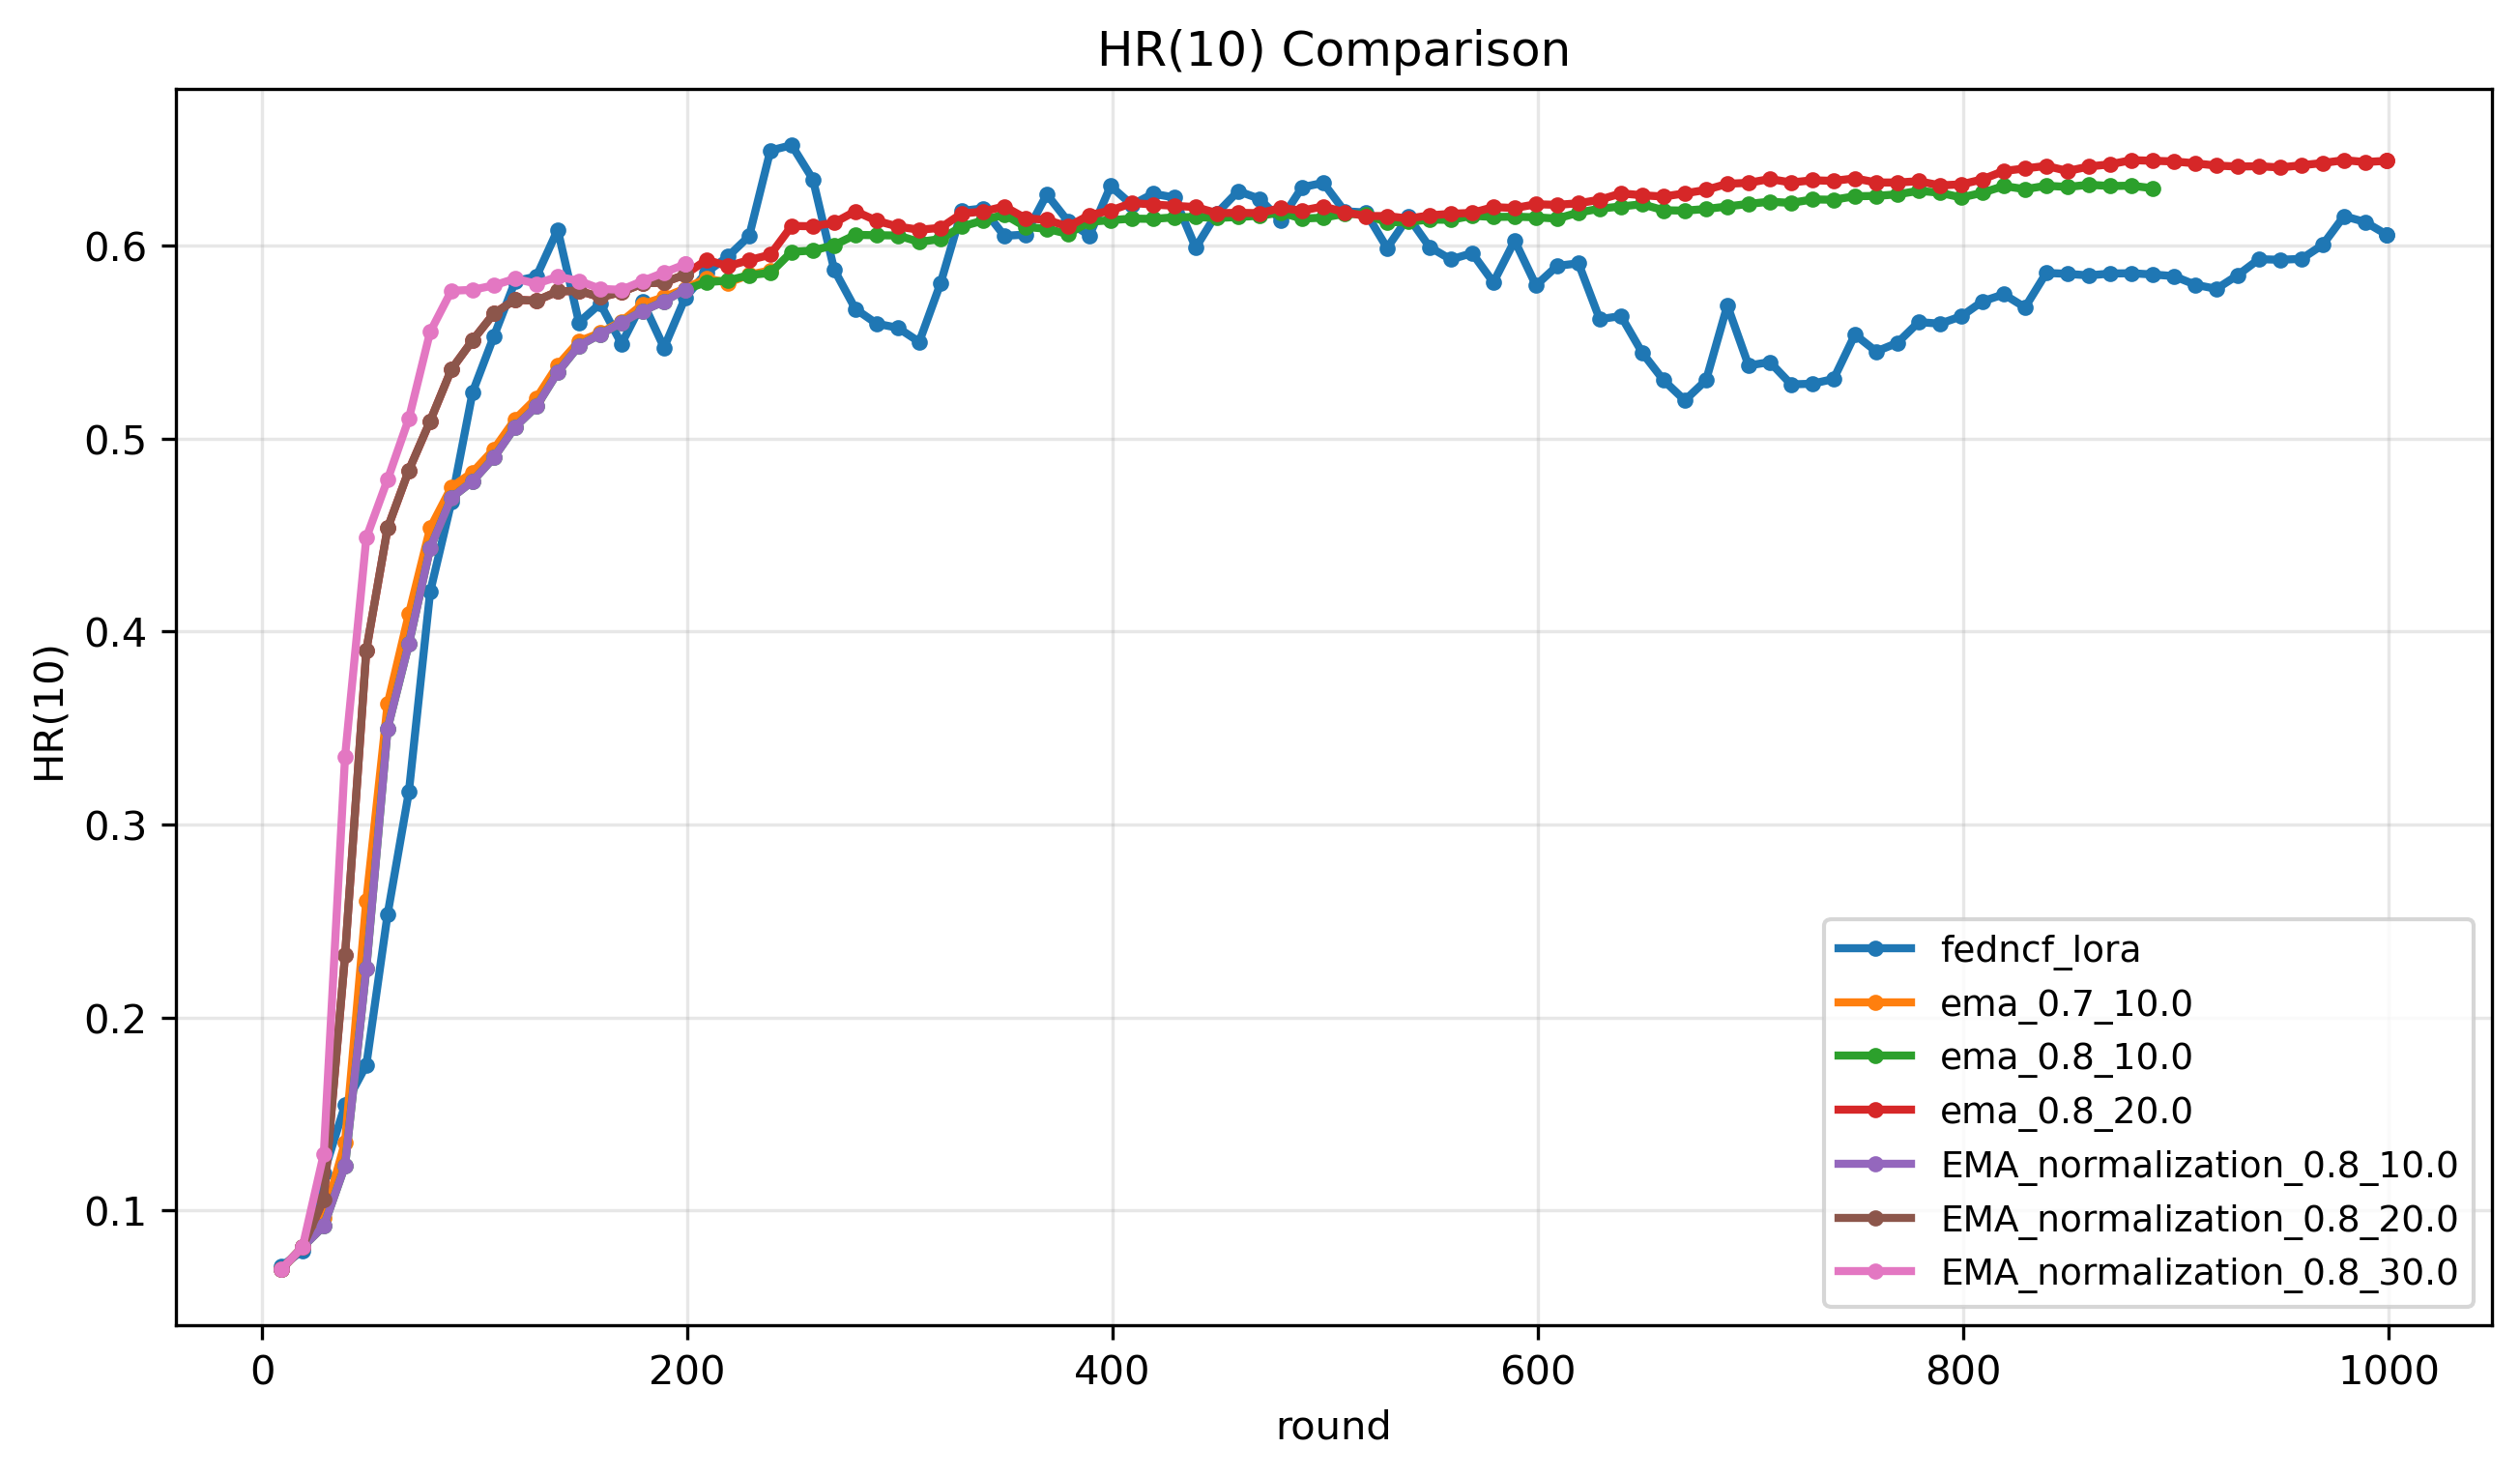 HR(10) Comparison
HR(10)
0.6
0.5
0.4
0.3
0.2
0.1
0 200 400 600 800 1000
round
fedncf_lora
ema_0.7_10.0
ema_0.8_10.0
ema_0.8_20.0
EMA_normalization_0.8_10.0
EMA_normalization_0.8_20.0
EMA_normalization_0.8_30.0